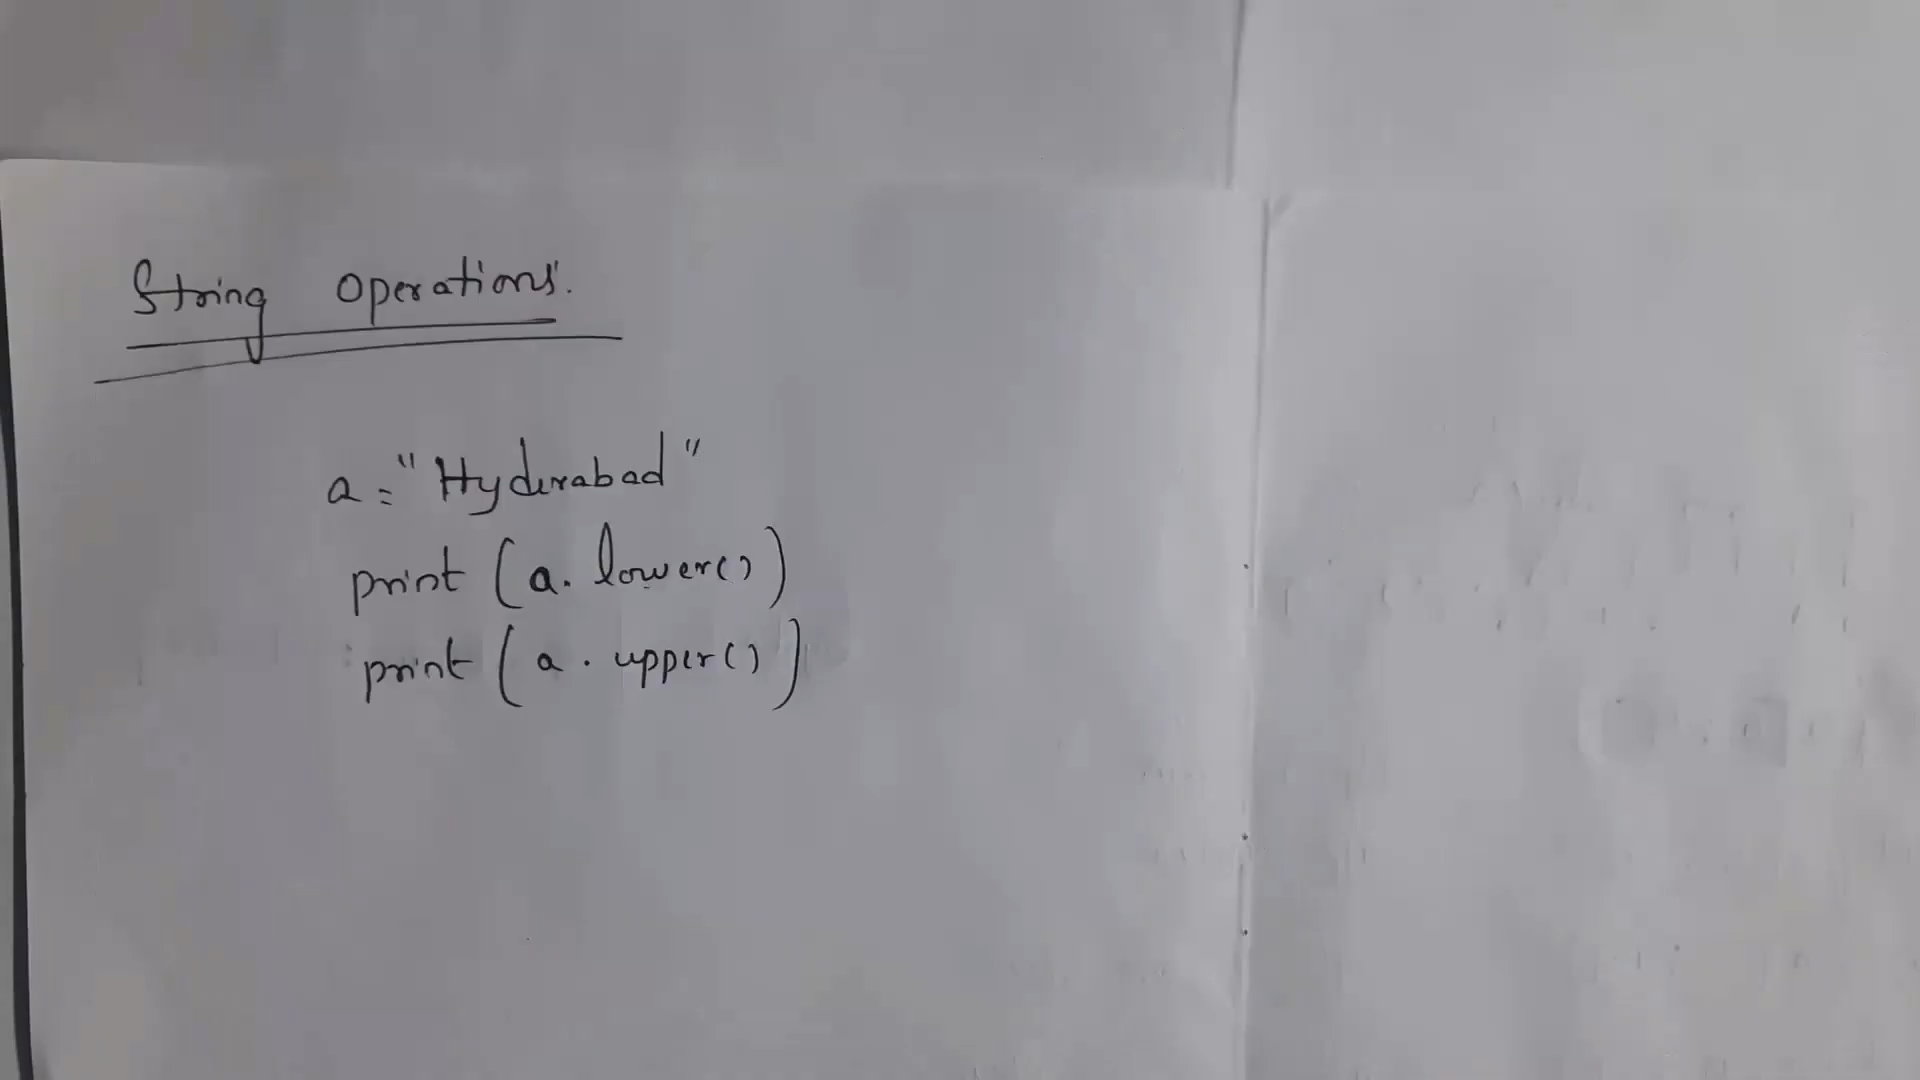 String Operations.
a = "Hyderabad"
print (a. lower())
print (a. upper())